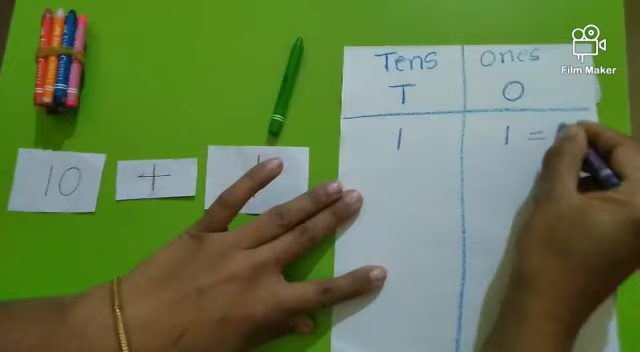 Tens Ones
T O
1 1 =
10 +
Film Maker